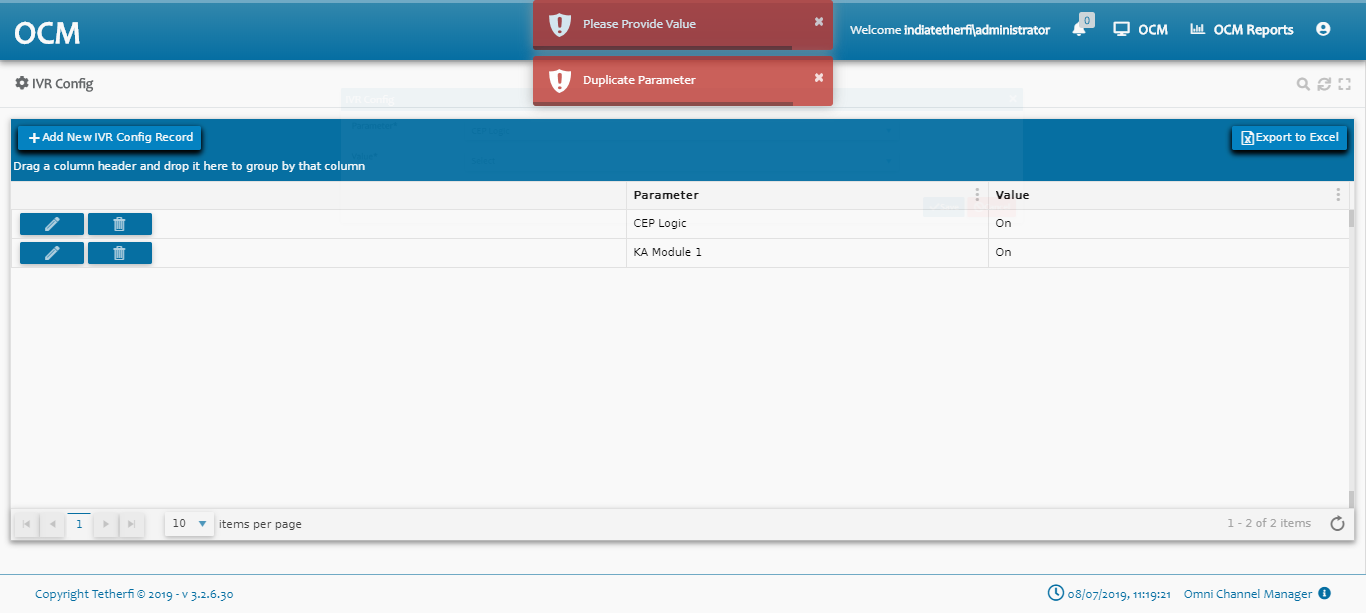 OCM
Please Provide Value
Welcome indiatetherfi\administrator
0
OCM
OCM Reports
Duplicate Parameter
IVR Config
IVR Config
Add New IVR Config Record
Export to Excel
Drag a column header and drop it here to group by that column
Parameter
Value
CEP Logic
On
KA Module 1
On
1
10
items per page
1 - 2 of 2 items
Copyright Tetherfi © 2019 - v 3.2.6.30
08/07/2019, 11:19:21
Omni Channel Manager